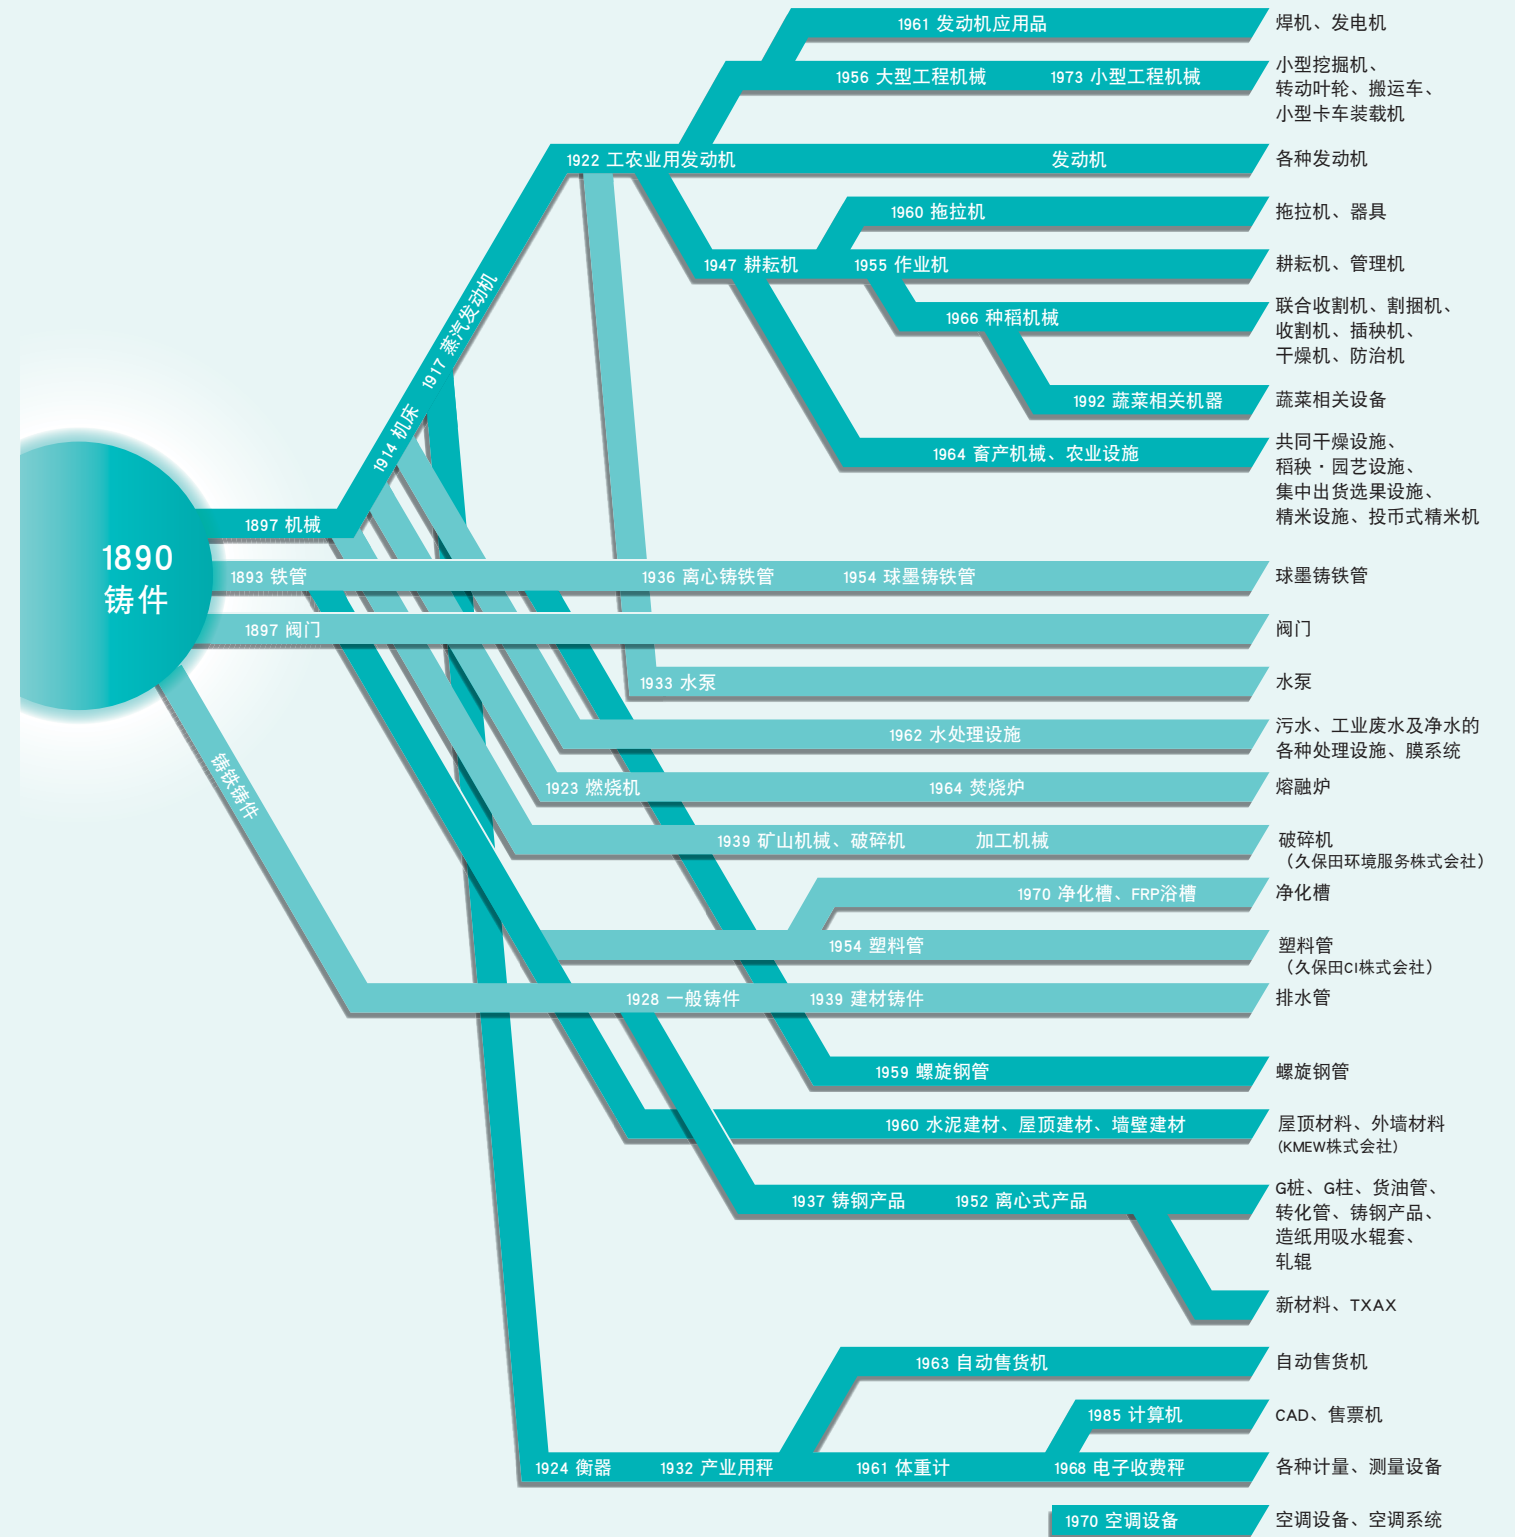 1961 发动机应用品
焊机、发电机
1956 大型工程机械
1973 小型工程机械
小型挖掘机、
转动叶轮、搬运车、
小型卡车装载机
1922 工农业用发动机
发动机
各种发动机
1960 拖拉机
拖拉机、器具
1947 耕耘机
1955 作业机
耕耘机、管理机
1966 种稻机械
联合收割机、割捆机、
收割机、插秧机、
干燥机、防治机
1992 蔬菜相关机器
蔬菜相关设备
1964 畜产机械、农业设施
共同干燥设施、
稻秧・园艺设施、
集中出货选果设施、
精米设施、投币式精米机
1917 蒸汽发动机
1914 机床
1897 机械
1890
铸件
1893 铁管
1936 离心铸铁管
1954 球墨铸铁管
球墨铸铁管
1897 阀门
阀门
1933 水泵
水泵
1962 水处理设施
污水、工业废水及净水的
各种处理设施、膜系统
铸铁铸件
1923 燃烧机
1964 焚烧炉
熔融炉
1939 矿山机械、破碎机
加工机械
破碎机
（久保田环境服务株式会社）
1970 净化槽、FRP浴槽
净化槽
1954 塑料管
塑料管
（久保田CI株式会社）
1928 一般铸件
1939 建材铸件
排水管
1959 螺旋钢管
螺旋钢管
1960 水泥建材、屋顶建材、墙壁建材
屋顶材料、外墙材料
(KMEW株式会社)
1937 铸钢产品
1952 离心式产品
G桩、G柱、货油管、
转化管、铸钢产品、
造纸用吸水辊套、
轧辊
新材料、TXAX
1963 自动售货机
自动售货机
1985 计算机
CAD、售票机
1924 衡器
1932 产业用秤
1961 体重计
1968 电子收费秤
各种计量、测量设备
1970 空调设备
空调设备、空调系统